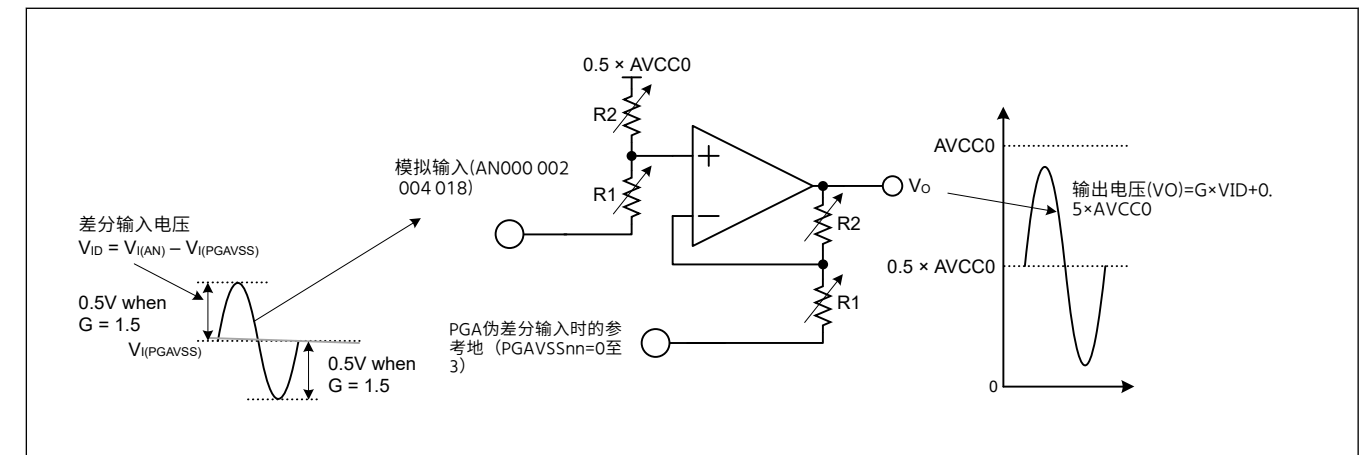 0.5 × AVCC0
R2
模拟输入(AN000 002
004 018)
R1
差分输入电压
VID = VI(AN) – VI(PGAVSS)
0.5V when
G = 1.5
VI(PGAVSS)
0.5V when
G = 1.5
+
−
VO
R2
R1
PGA伪差分输入时的参
考地（PGAVSSnn=0至
3）
AVCC0
输出电压(VO)=G×VID+0.
5×AVCC0
0.5 × AVCC0
0